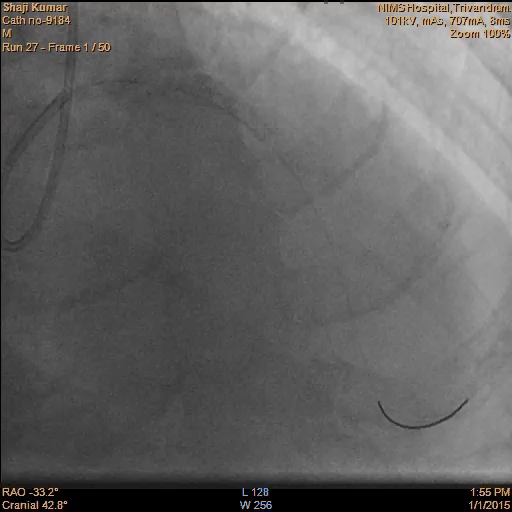 Shaji Kumar
Cath no-9184
M
Run 27 - Frame 1 / 50
NIMS Hospital,Trivandrum
101kV, mAs, 707mA, 8ms
Zoom 100%
RAO -33.2°
Cranial 42.8°
L 128
W 256
1:55 PM
1/1/2015